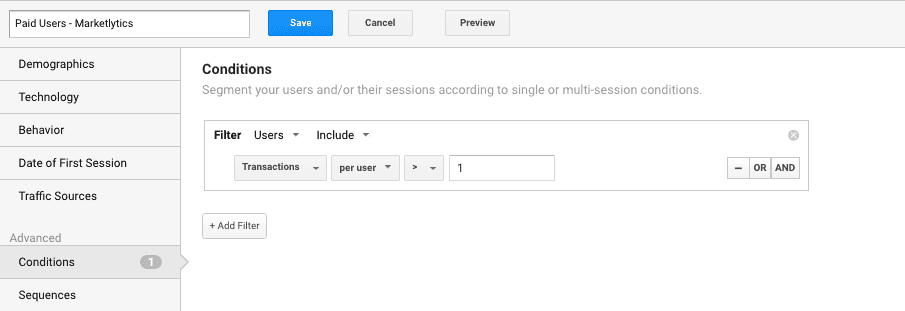 Paid Users - Marketlytics Save Cancel Preview
Demographics
Technology
Behavior
Date of First Session
Traffic Sources
Advanced
Conditions 1
Sequences
Conditions
Segment your users and/or their sessions according to single or multi-session conditions.
Filter Users Include
Transactions per user > 1 – OR AND
+ Add Filter